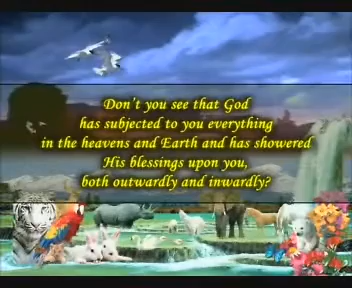 Don't you see that God
has subjected to you everything
in the heavens and Earth and has showered
His blessings upon you,
both outwardly and inwardly?